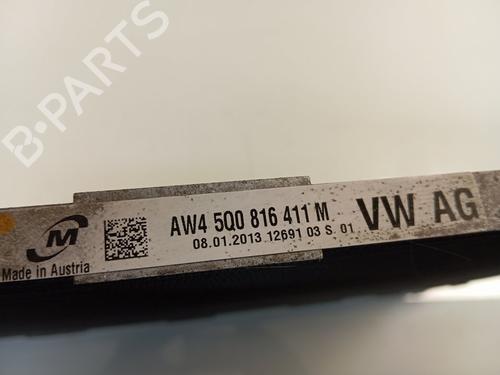 B-PARTS
M
Made in Austria
AW4 5Q0 816 411 M
08.01.2013 12691 03 S 01
VW AG